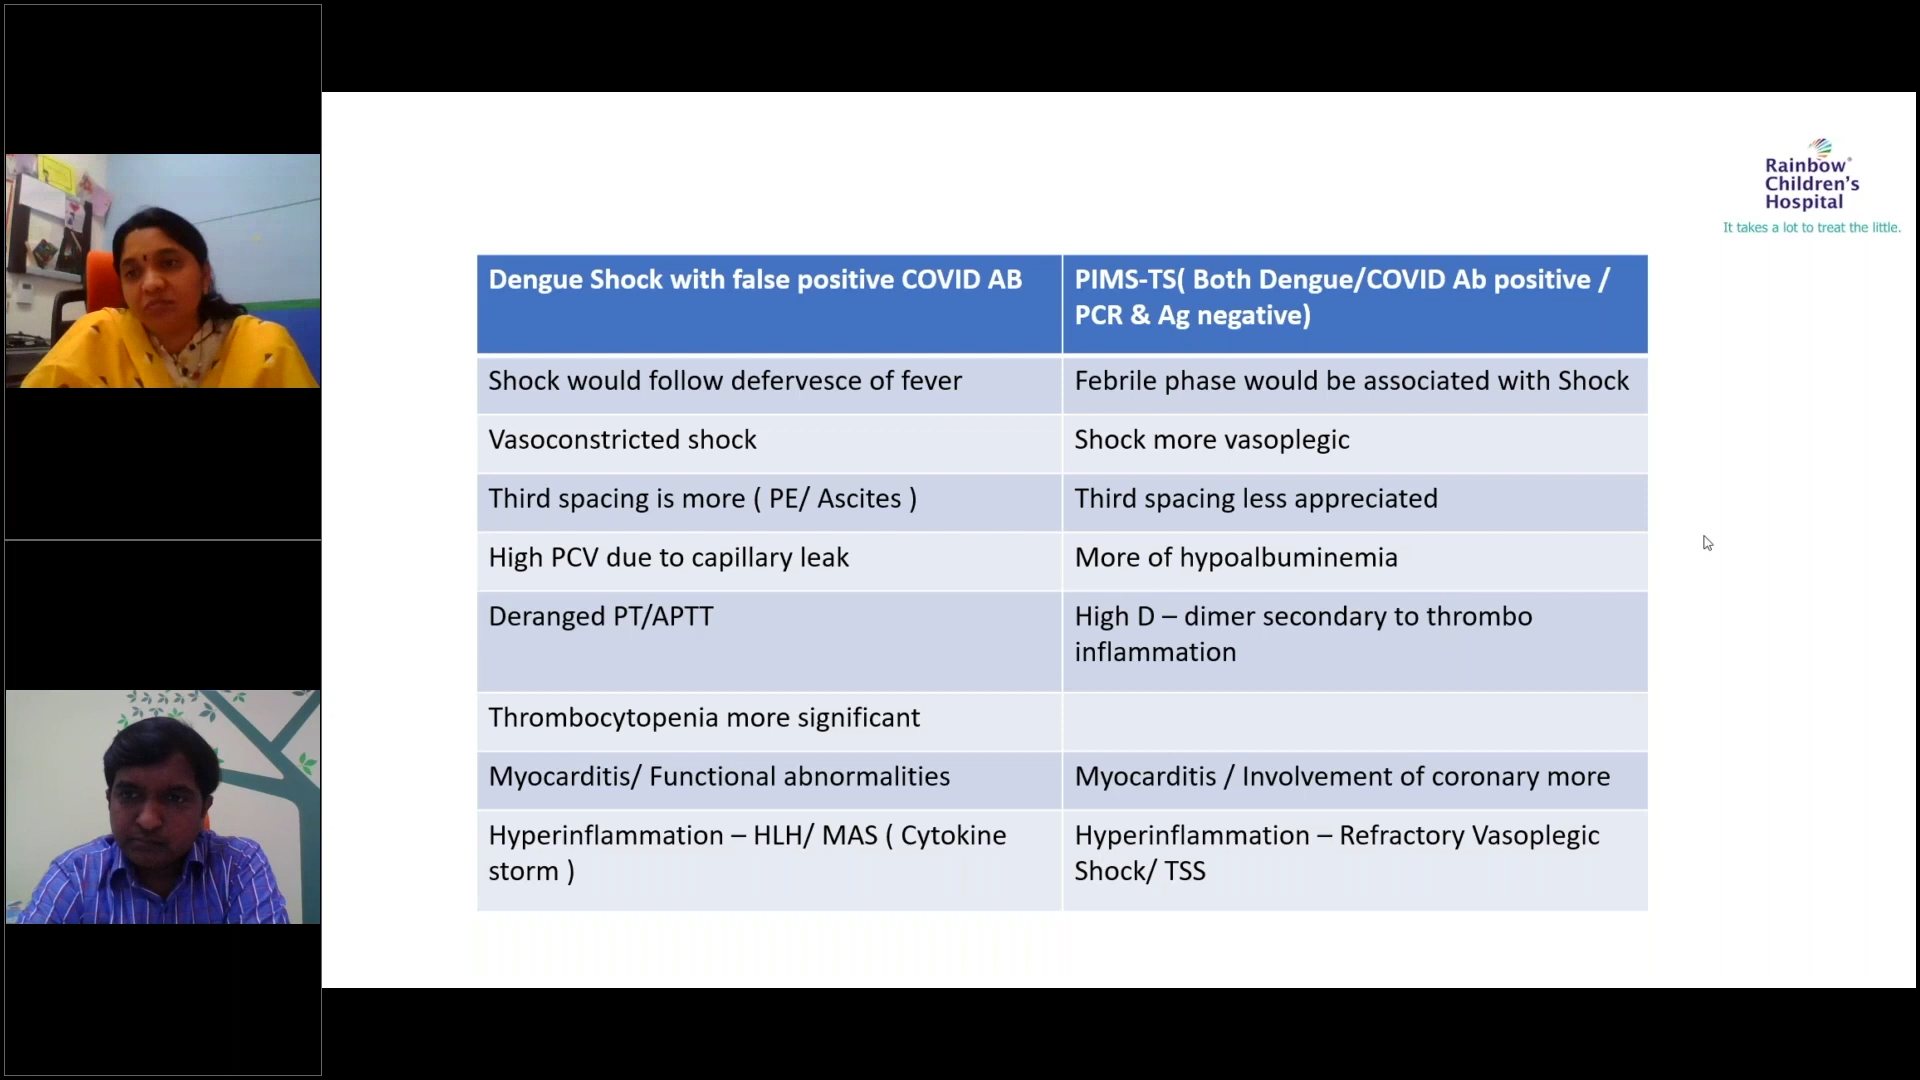 Rainbow®
Children's
Hospital
It takes a lot to treat the little.
Dengue Shock with false positive COVID AB
PIMS-TS( Both Dengue/COVID Ab positive /
PCR & Ag negative)
Shock would follow defervesce of fever
Febrile phase would be associated with Shock
Vasoconstricted shock
Shock more vasoplegic
Third spacing is more ( PE/ Ascites )
Third spacing less appreciated
High PCV due to capillary leak
More of hypoalbuminemia
Deranged PT/APTT
High D – dimer secondary to thrombo
inflammation
Thrombocytopenia more significant
Myocarditis/ Functional abnormalities
Myocarditis / Involvement of coronary more
Hyperinflammation – HLH/ MAS ( Cytokine
storm )
Hyperinflammation – Refractory Vasoplegic
Shock/ TSS